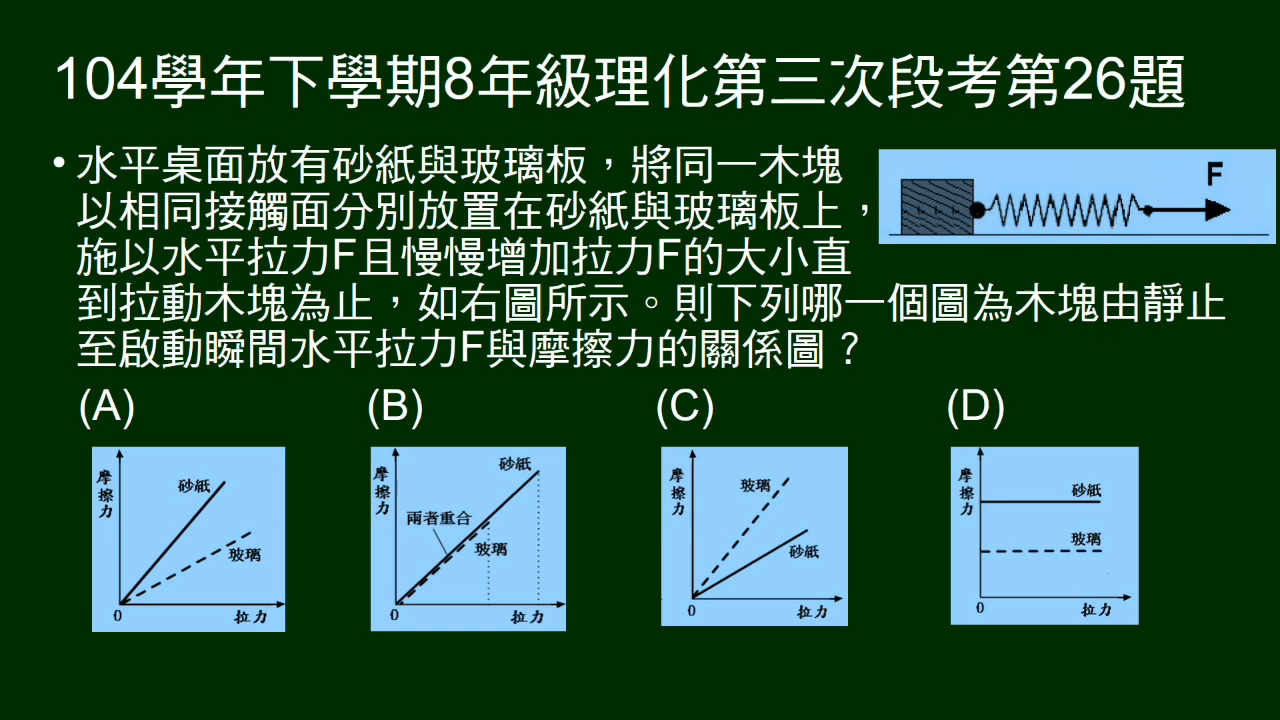 104學年下學期8年級理化第三次段考第26題
• 水平桌面放有砂紙與玻璃板，將同一木塊
以相同接觸面分別放置在砂紙與玻璃板上，
施以水平拉力F且慢慢增加拉力F的大小直
到拉動木塊為止，如右圖所示。則下列哪一個圖為木塊由靜止
至啟動瞬間水平拉力F與摩擦力的關係圖？
F
(A) (B) (C) (D)
摩擦力
砂紙
玻璃
0
拉力
摩擦力
砂紙
兩者重合
玻璃
0
拉力
摩擦力
玻璃
砂紙
0
拉力
摩擦力
砂紙
玻璃
0
拉力